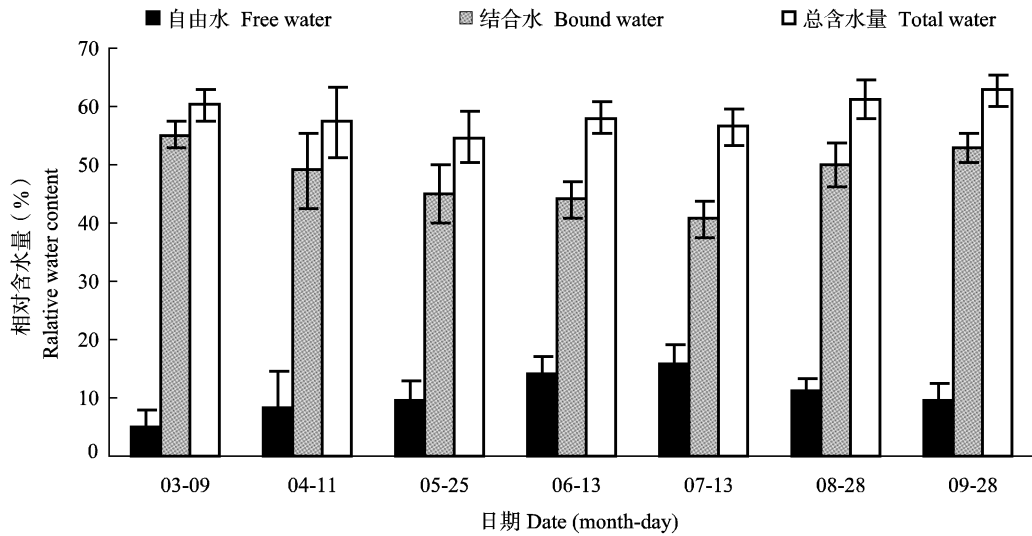 自由水 Free water 结合水 Bound water 总含水量 Total water
相对含水量（%）
Ralative water content
70
60
50
40
30
20
10
0
03-09 04-11 05-25 06-13 07-13 08-28 09-28
日期 Date (month-day)